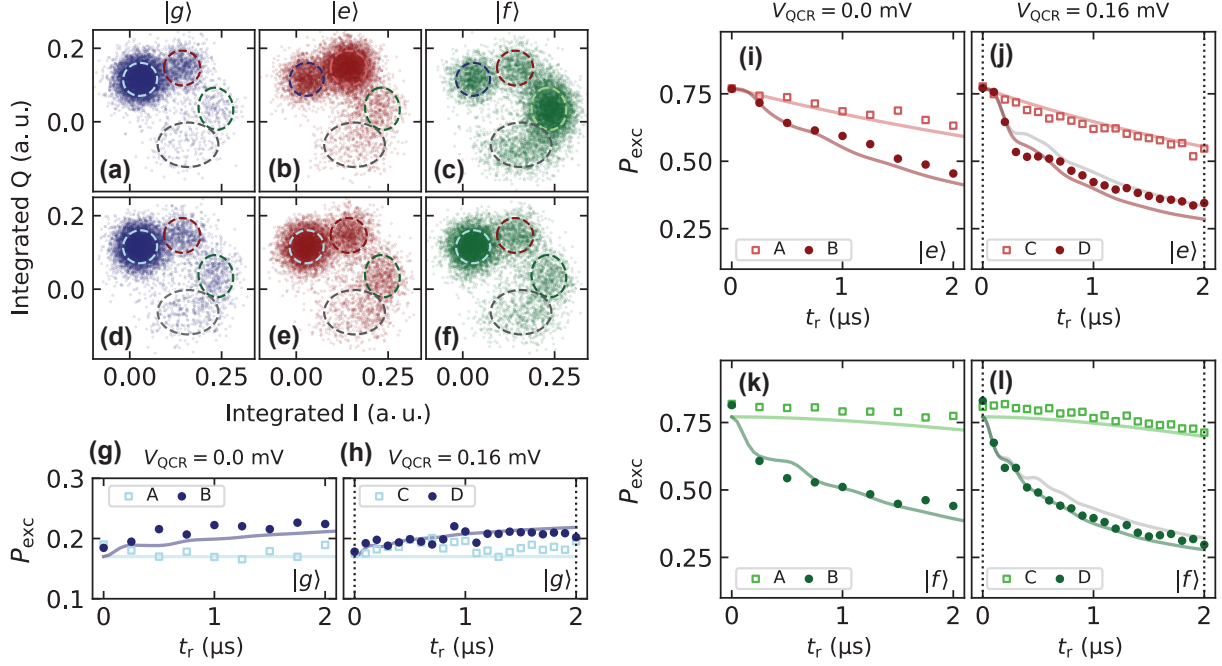 |g⟩ |e⟩ |f⟩
0.2
0.0
(a) (b) (c)
0.2
0.0
(d) (e) (f)
0.00 0.25 0.00 0.25 0.00 0.25
Integrated Q (a. u.)
Integrated I (a. u.)
(g) V_QCR = 0.0 mV (h) V_QCR = 0.16 mV
0.3
0.2
0.1
P_exc
A B
C D
|g⟩ |g⟩
0 1 2 0 1 2
t_r (μs) t_r (μs)
V_QCR = 0.0 mV V_QCR = 0.16 mV
(i) (j)
0.75
0.50
0.25
P_exc
A B |e⟩
C D |e⟩
0 1 2 0 1 2
t_r (μs) t_r (μs)
(k) (l)
0.75
0.50
0.25
P_exc
A B |f⟩
C D |f⟩
0 1 2 0 1 2
t_r (μs) t_r (μs)